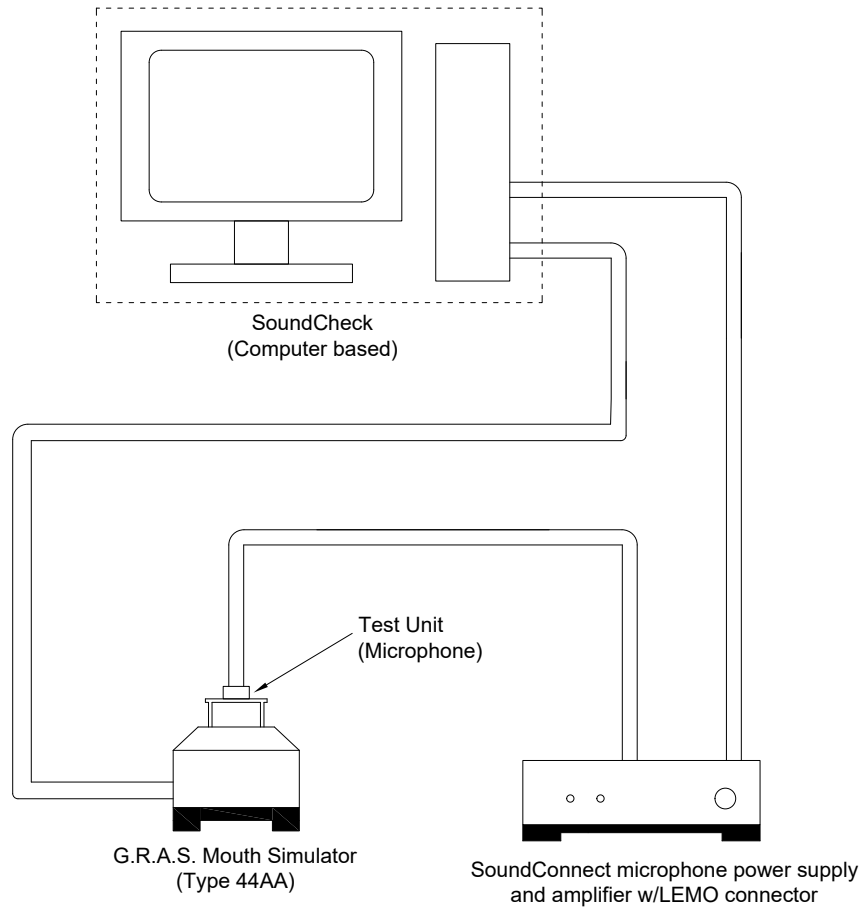 SoundCheck
(Computer based)
Test Unit
(Microphone)
G.R.A.S. Mouth Simulator
(Type 44AA)
SoundConnect microphone power supply
and amplifier w/LEMO connector